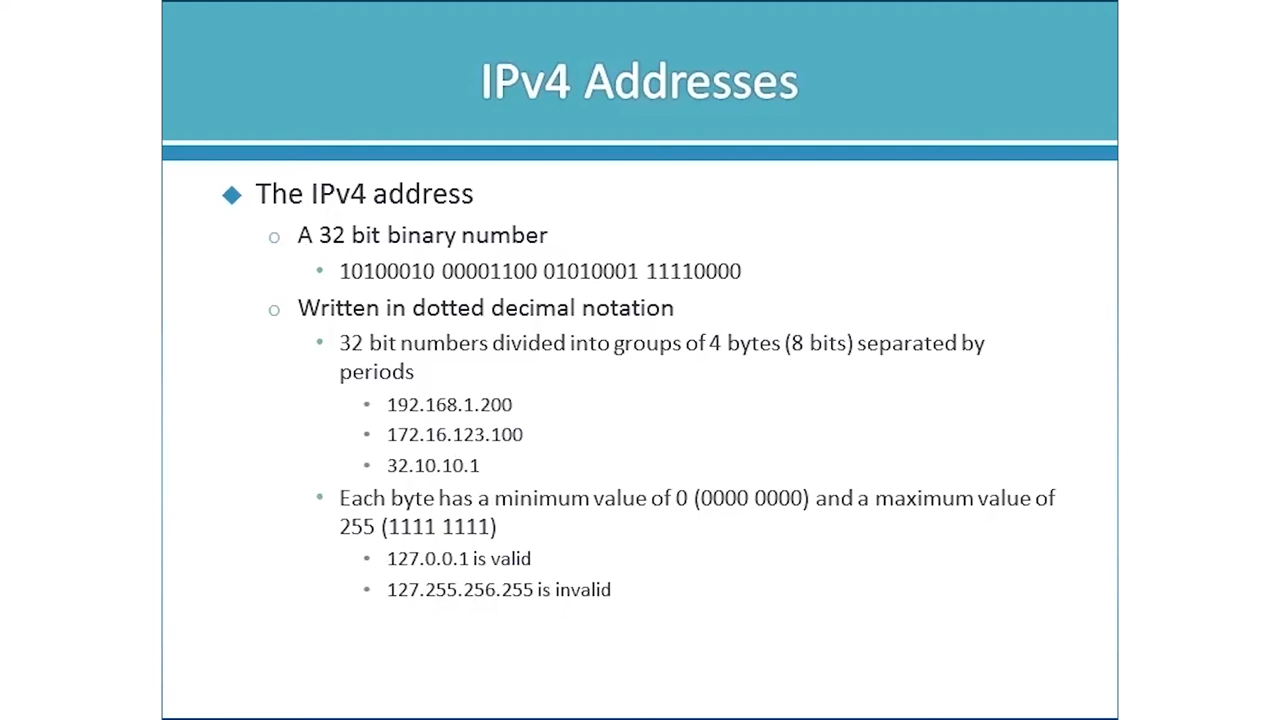 IPv4 Addresses
The IPv4 address
A 32 bit binary number
10100010 00001100 01010001 11110000
Written in dotted decimal notation
32 bit numbers divided into groups of 4 bytes (8 bits) separated by
periods
192.168.1.200
172.16.123.100
32.10.10.1
Each byte has a minimum value of 0 (0000 0000) and a maximum value of
255 (1111 1111)
127.0.0.1 is valid
127.255.256.255 is invalid